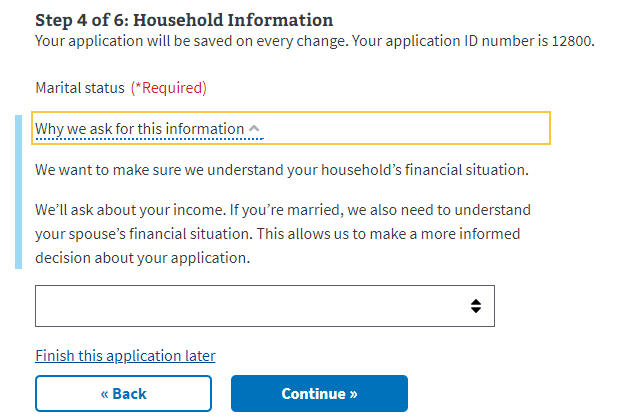 Step 4 of 6: Household Information
Your application will be saved on every change. Your application ID number is 12800.
Marital status (*Required)
Why we ask for this information
We want to make sure we understand your household’s financial situation.
We’ll ask about your income. If you’re married, we also need to understand
your spouse’s financial situation. This allows us to make a more informed
decision about your application.
Finish this application later
« Back
Continue »